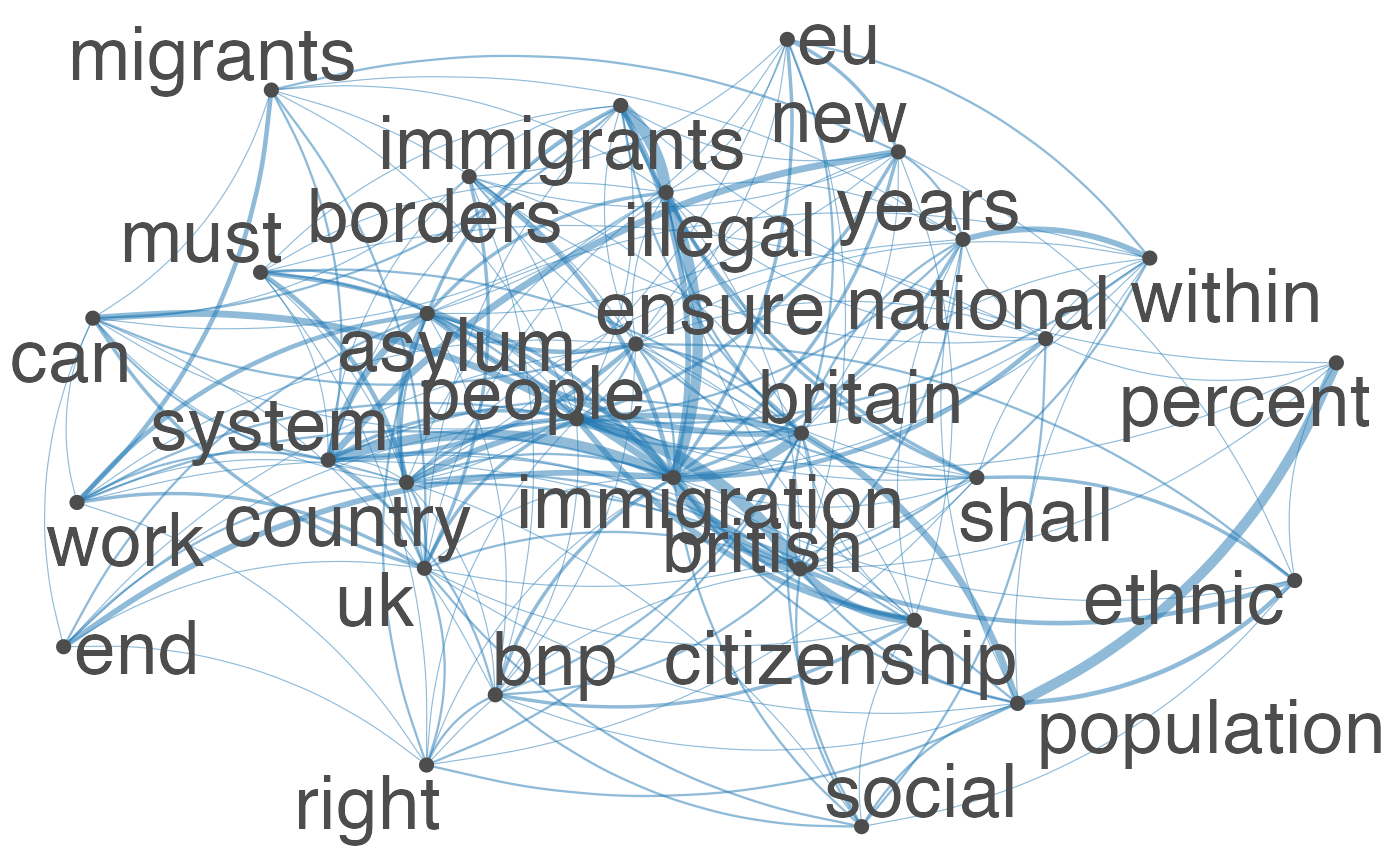 eu
migrants
new
immigrants
years
borders
illegal
must
within
ensure
national
asylum
can
people
britain
percent
system
immigration
shall
country
work
british
uk
ethnic
end
bnp
citizenship
population
social
right